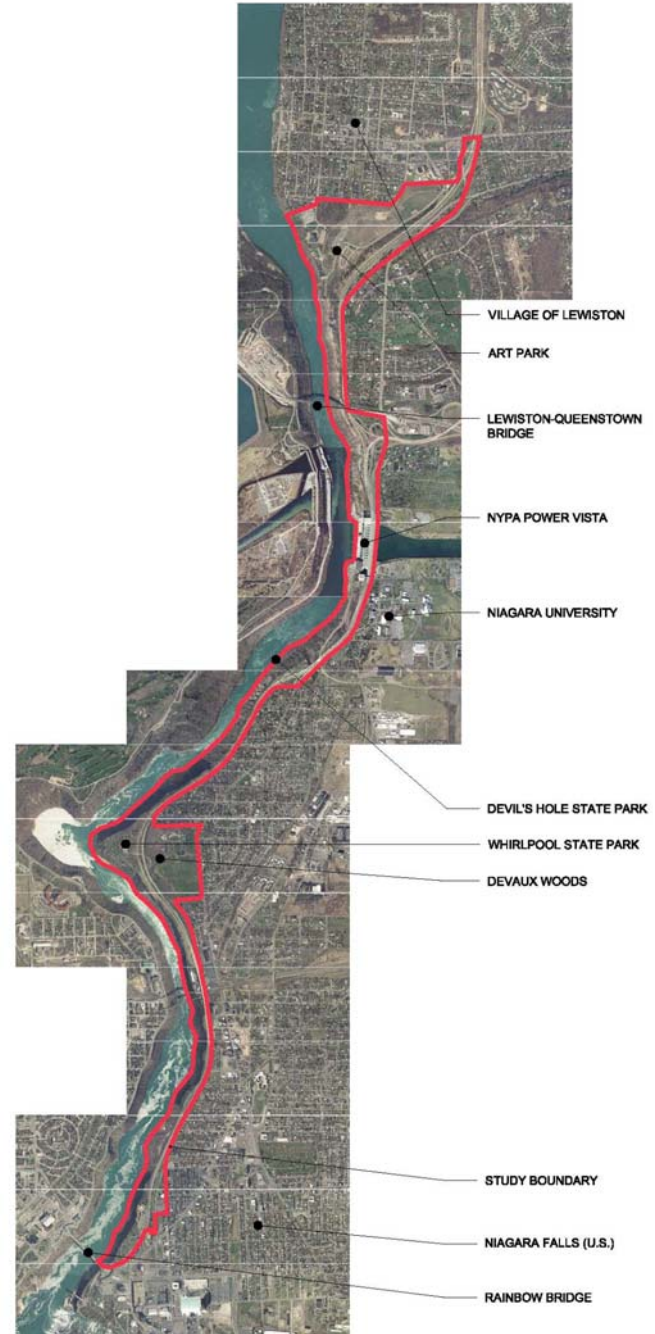 VILLAGE OF LEWISTON
ART PARK
LEWISTON-QUEENSTOWN
BRIDGE
NYPA POWER VISTA
NIAGARA UNIVERSITY
DEVIL'S HOLE STATE PARK
WHIRLPOOL STATE PARK
DEVAUX WOODS
STUDY BOUNDARY
NIAGARA FALLS (U.S.)
RAINBOW BRIDGE